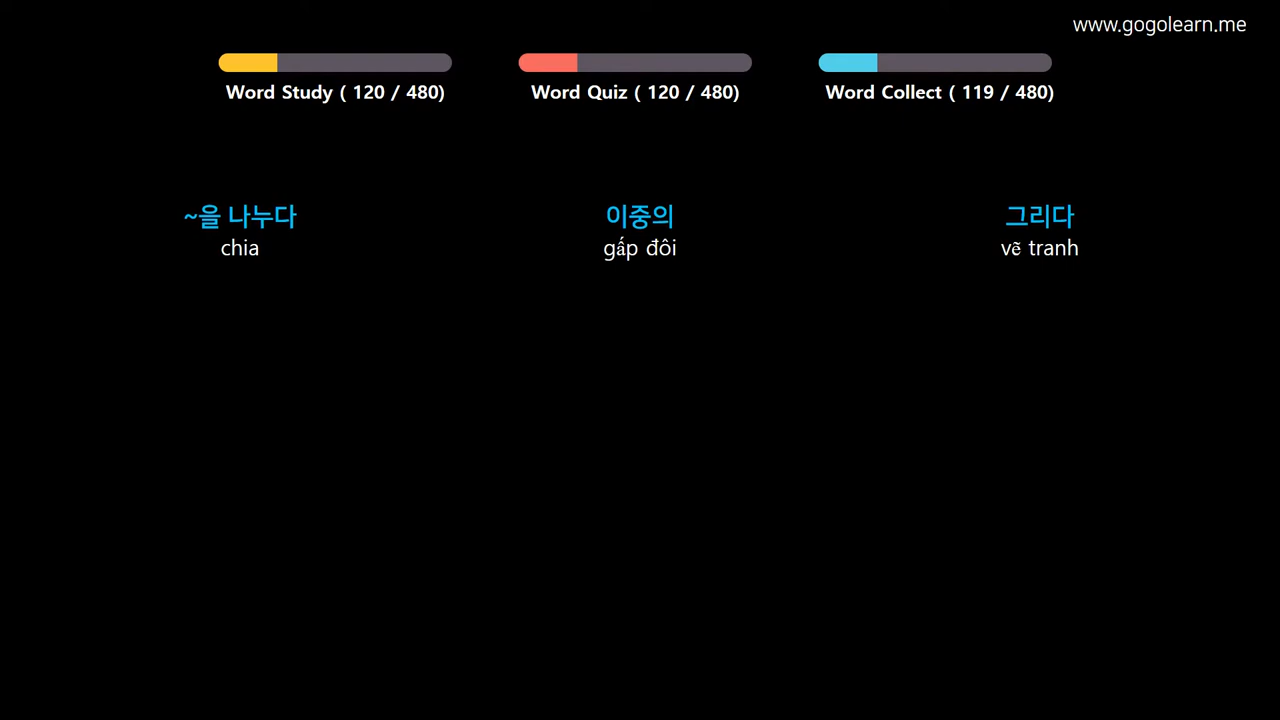 www.gogolearn.me
Word Study ( 120 / 480)
Word Quiz ( 120 / 480)
Word Collect ( 119 / 480)
~을 나누다
chia
이중의
gấp đôi
그리다
vẽ tranh